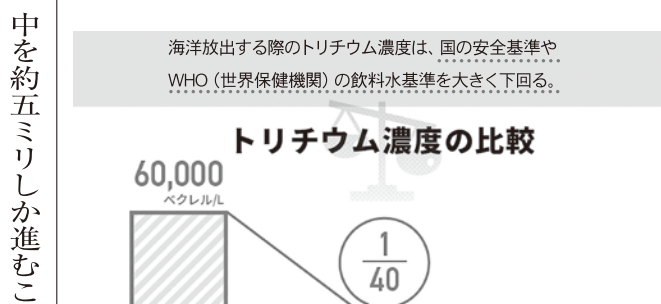 中を約五ミリしか進むこ
海洋放出する際のトリチウム濃度は、国の安全基準や
WHO(世界保健機関)の飲料水基準を大きく下回る。
トリチウム濃度の比較
60,000
ベクレル/L
1
40